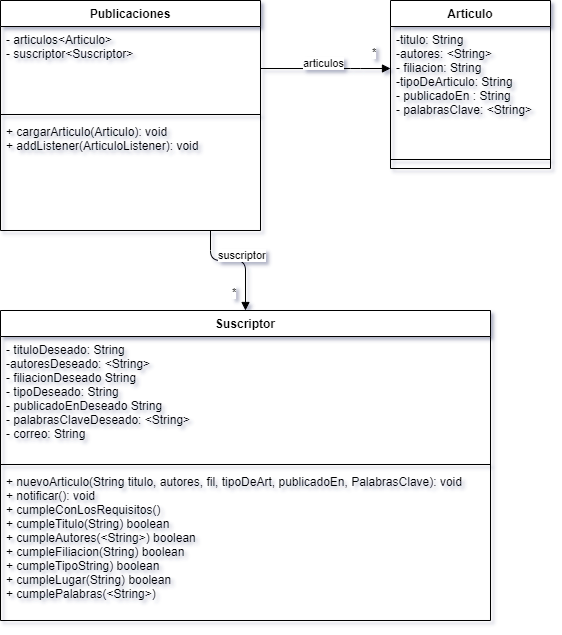 Publicaciones
- articulos<Articulo>
- suscriptor<Suscriptor>
+ cargarArticulo(Articulo): void
+ addListener(ArticuloListener): void
articulos
*
Articulo
-titulo: String
-autores: <String>
- filiacion: String
-tipoDeArticulo: String
- publicadoEn : String
- palabrasClave: <String>
suscriptor
*
Suscriptor
- tituloDeseado: String
-autoresDeseado: <String>
- filiacionDeseado String
- tipoDeseado: String
- publicadoEnDeseado String
- palabrasClaveDeseado: <String>
- correo: String
+ nuevoArticulo(String titulo, autores, fil, tipoDeArt, publicadoEn, PalabrasClave): void
+ notificar(): void
+ cumpleConLosRequisitos()
+ cumpleTitulo(String) boolean
+ cumpleAutores(<String>) boolean
+ cumpleFiliacion(String) boolean
+ cumpleTipoString) boolean
+ cumpleLugar(String) boolean
+ cumplePalabras(<String>)